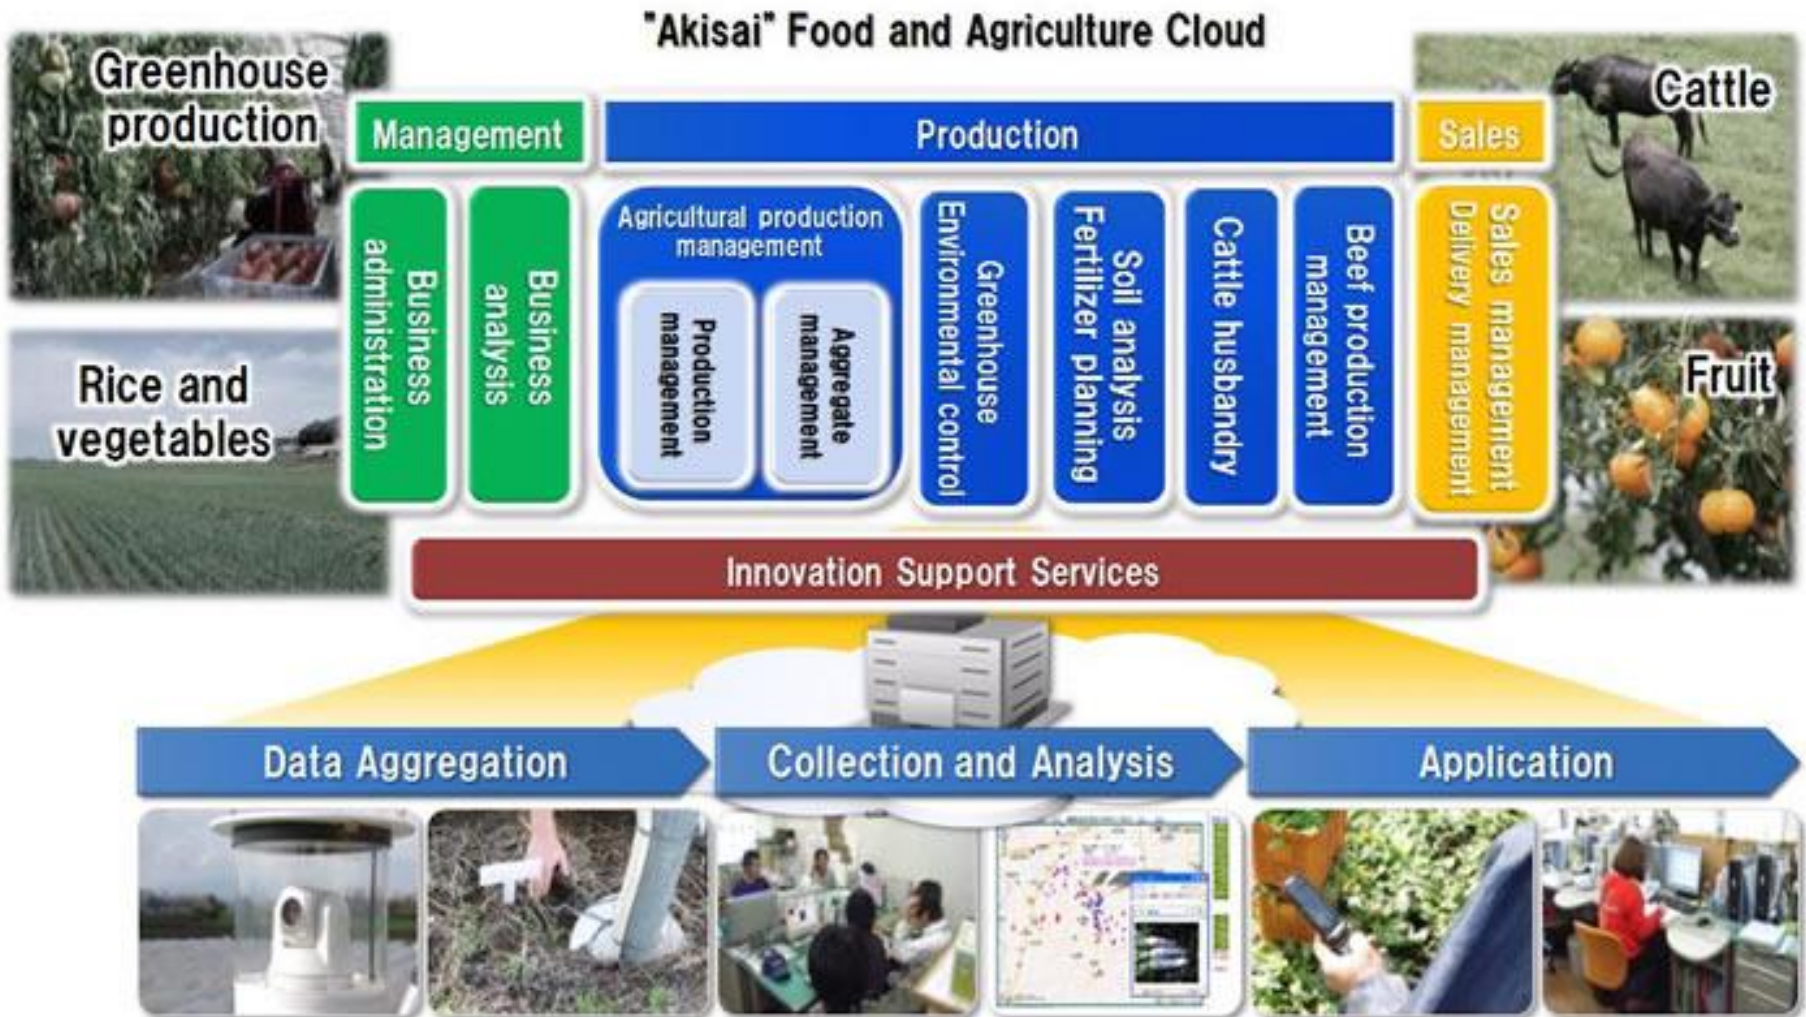 "Akisai" Food and Agriculture Cloud
Greenhouse
production
Cattle
Management
Production
Sales
Business
administration
Business
analysis
Agricultural production
management
Production
management
Aggregate
management
Greenhouse
Environmental control
Soil analysis
Fertilizer planning
Cattle husbandry
Beef production
management
Sales management
Delivery management
Rice and
vegetables
Fruit
Innovation Support Services
Data Aggregation
Collection and Analysis
Application